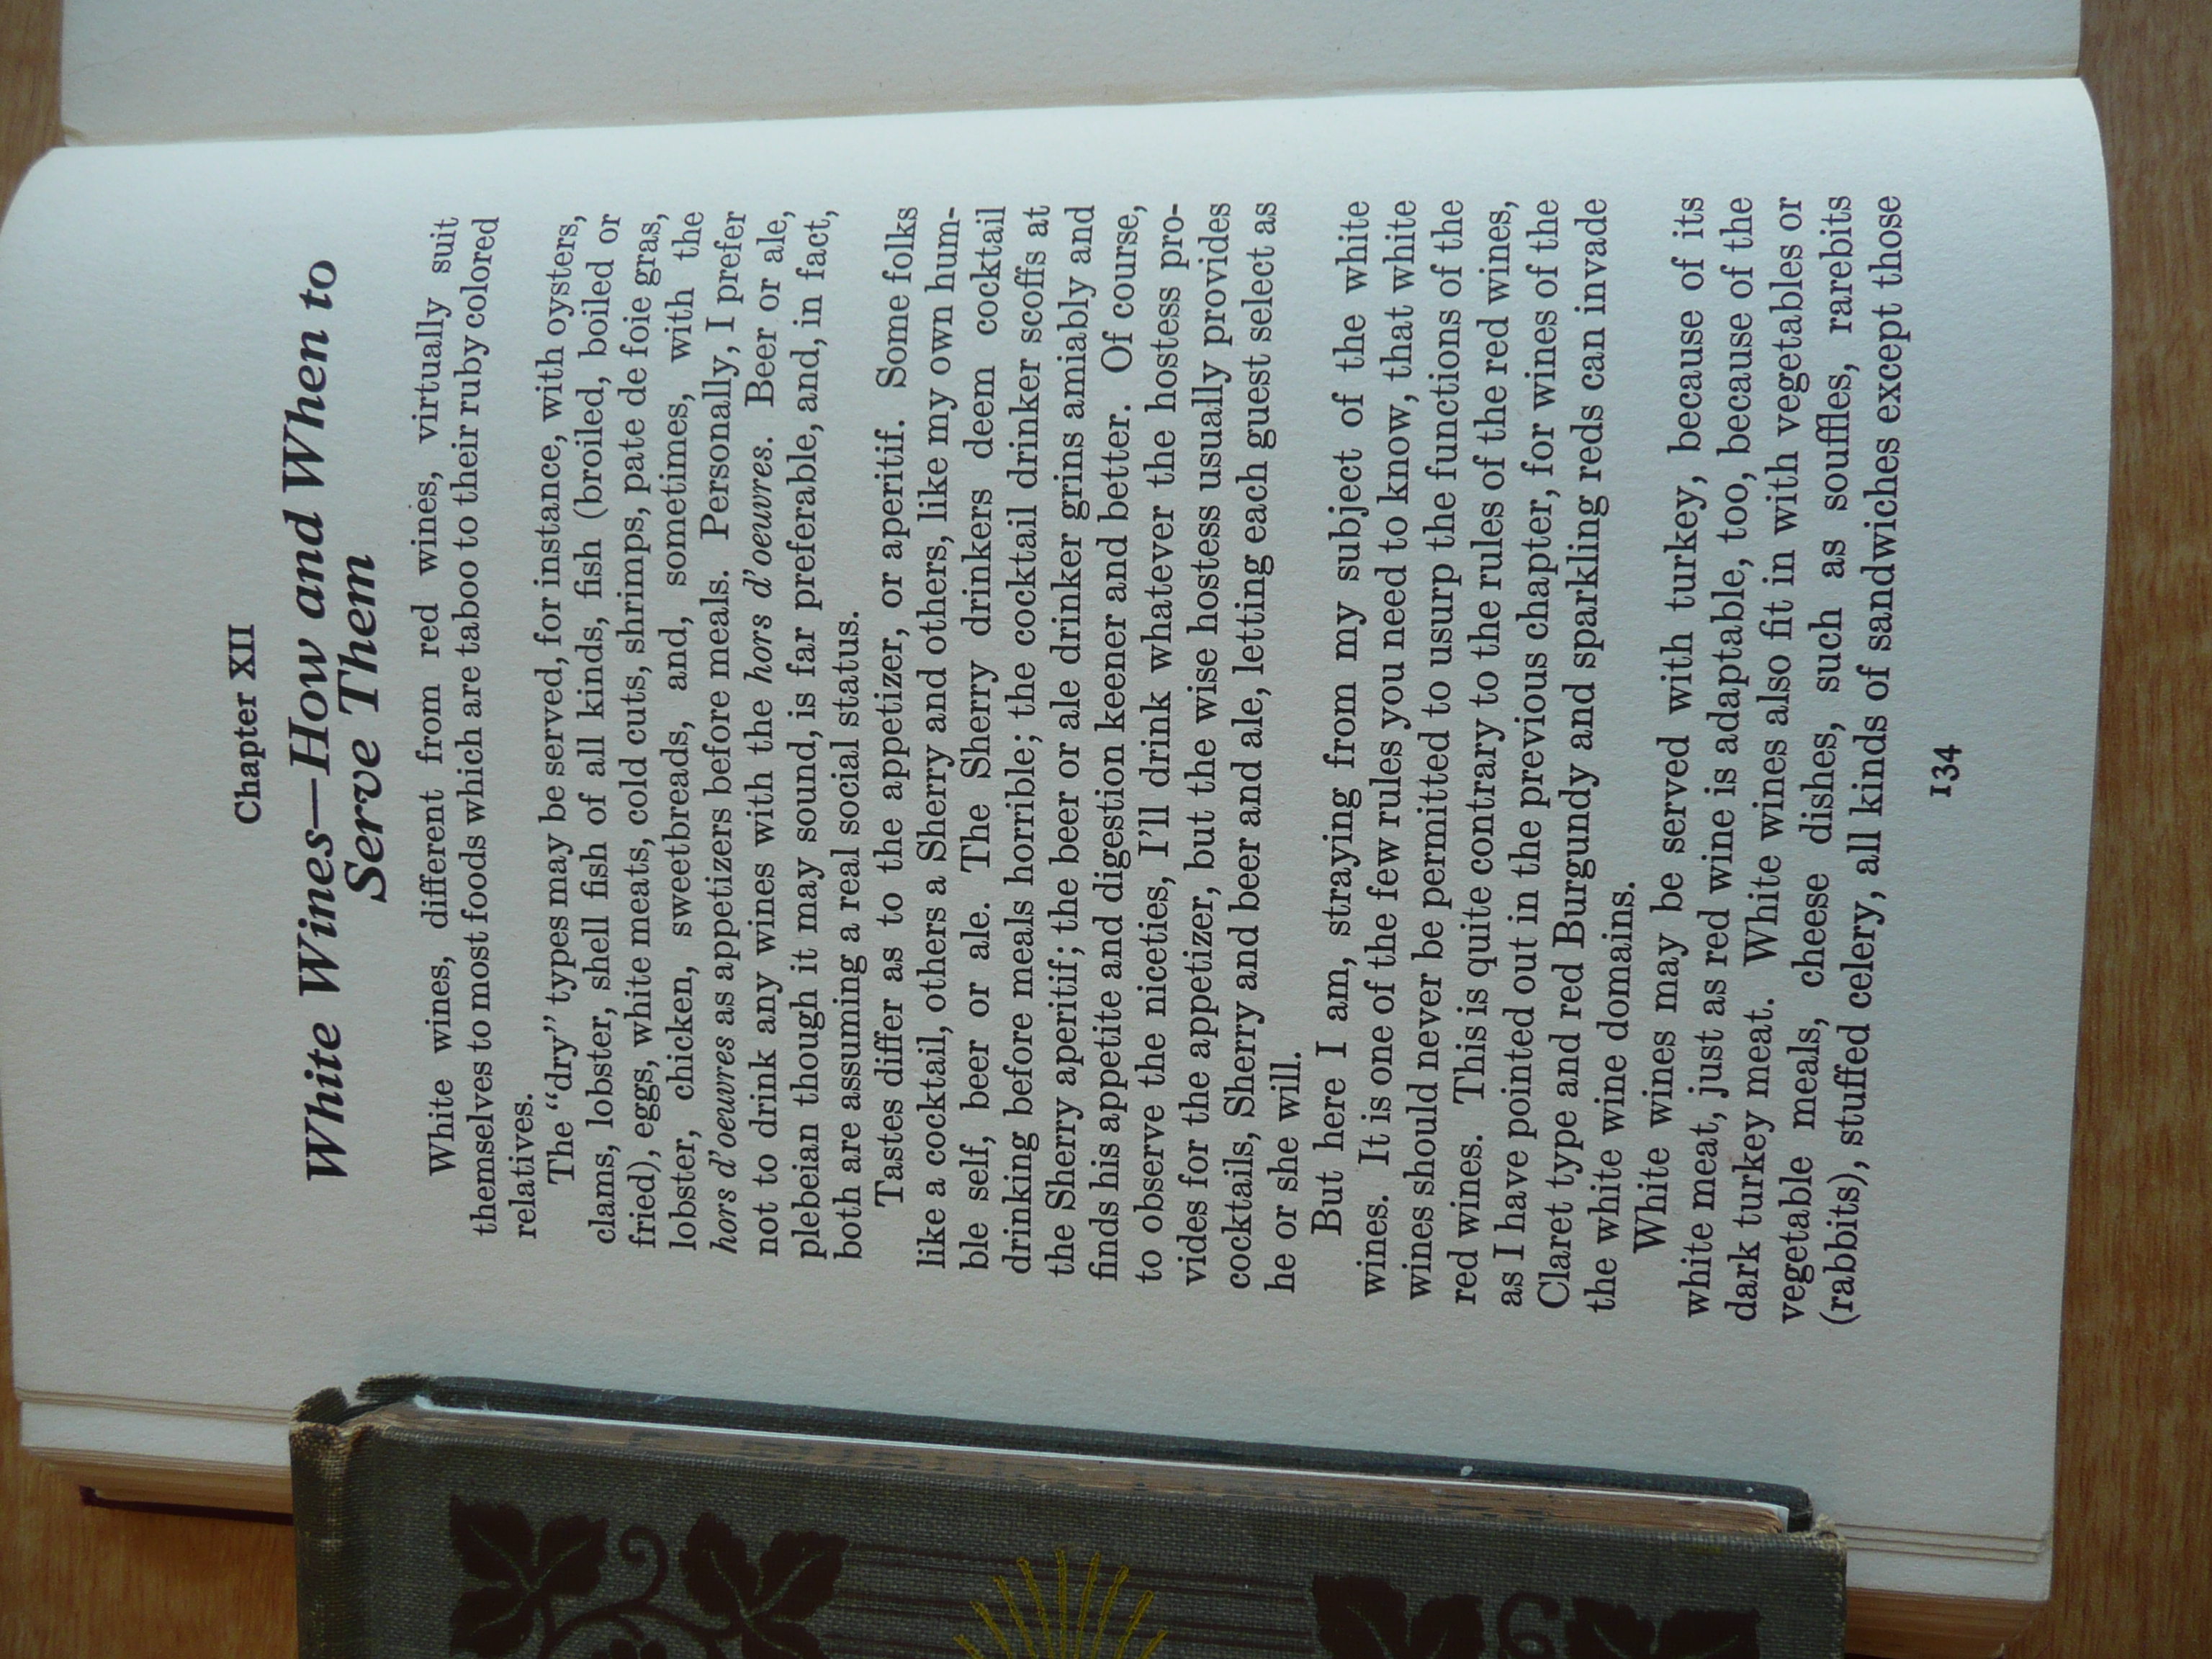 Chapter XII
White Wines—How and When to
Serve Them
White wines, different from red wines, virtually suit
themselves to most foods which are taboo to their ruby colored
relatives.
The “dry” types may be served, for instance, with oysters,
clams, lobster, shell fish of all kinds, fish (broiled, boiled or
fried), eggs, white meats, cold cuts, shrimps, pate de foie gras,
lobster, chicken, sweetbreads, and, sometimes, with the
hors d'oeuvres as appetizers before meals. Personally, I prefer
not to drink any wines with the hors d'oeuvres. Beer or ale,
plebeian though it may sound, is far preferable, and, in fact,
both are assuming a real social status.
Tastes differ as to the appetizer, or aperitif. Some folks
like a cocktail, others a Sherry and others, like my own hum-
ble self, beer or ale. The Sherry drinkers deem cocktail
drinking before meals horrible; the cocktail drinker scoffs at
the Sherry aperitif; the beer or ale drinker grins amiably and
finds his appetite and digestion keener and better. Of course,
to observe the niceties, I'll drink whatever the hostess pro-
vides for the appetizer, but the wise hostess usually provides
cocktails, Sherry and beer and ale, letting each guest select as
he or she will.
But here I am, straying from my subject of the white
wines. It is one of the few rules you need to know, that white
wines should never be permitted to usurp the functions of the
red wines. This is quite contrary to the rules of the red wines,
as I have pointed out in the previous chapter, for wines of the
Claret type and red Burgundy and sparkling reds can invade
the white wine domains.
White wines may be served with turkey, because of its
white meat, just as red wine is adaptable, too, because of the
dark turkey meat. White wines also fit in with vegetables or
vegetable meals, cheese dishes, such as souffles, rarebits
(rabbits), stuffed celery, all kinds of sandwiches except those
134